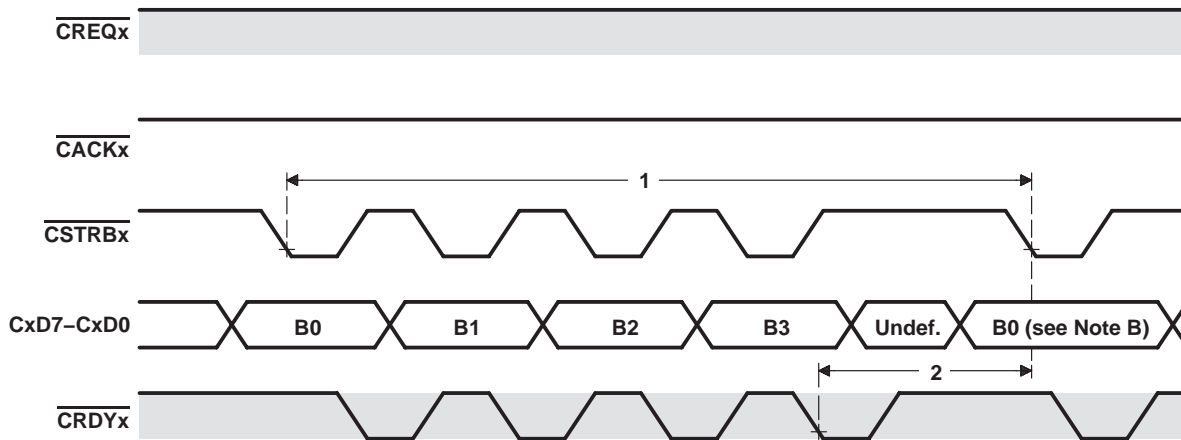 CREQx
CACKx
1
CSTRBx
CxD7–CxD0
B0
B1
B2
B3
Undef.
B0 (see Note B)
2
CRDYx